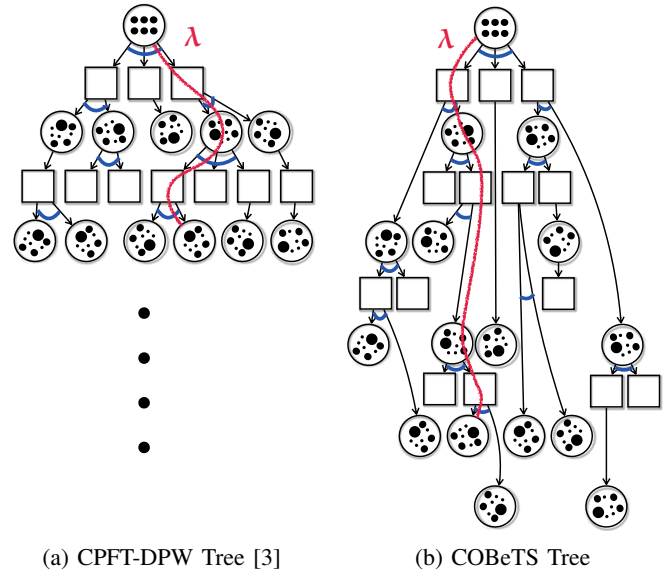 λ
λ
(a) CPFT-DPW Tree [3]
(b) COBeTS Tree